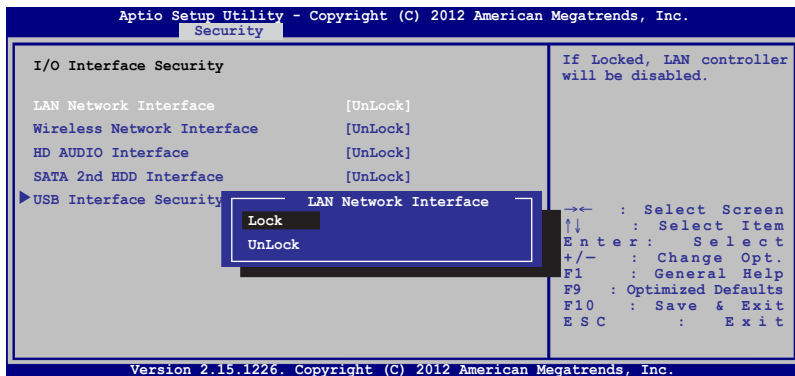 Aptio Setup Utility - Copyright (C) 2012 American Megatrends, Inc.
Security
I/O Interface Security
LAN Network Interface [UnLock]
Wireless Network Interface [UnLock]
HD AUDIO Interface [UnLock]
SATA 2nd HDD Interface [UnLock]
USB Interface Security
LAN Network Interface
Lock
UnLock
If Locked, LAN controller
will be disabled.
→← : Select Screen
↑↓ : Select Item
Enter: Select
+/— : Change Opt.
F1 : General Help
F9 : Optimized Defaults
F10 : Save & Exit
ESC : Exit
Version 2.15.1226. Copyright (C) 2012 American Megatrends, Inc.